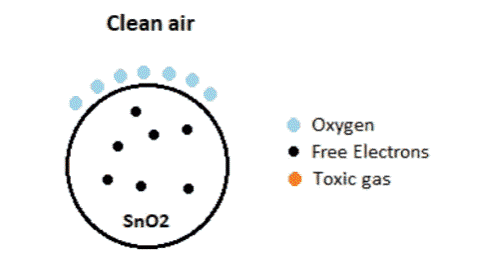 Clean air
Oxygen
Free Electrons
Toxic gas
SnO2